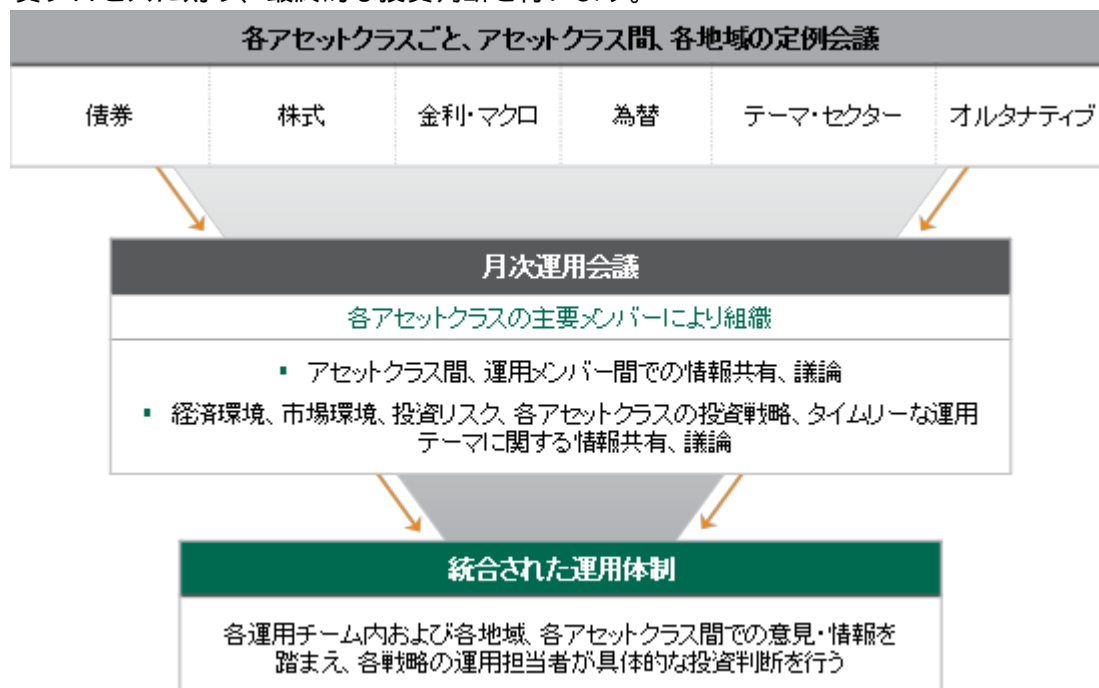 各アセットクラスごと、アセットクラス間、各地域の定例会議
債券 株式 金利・マクロ 為替 テーマ・セクター オルタナティブ
月次運用会議
各アセットクラスの主要メンバーにより組織
▪ アセットクラス間、運用メンバー間での情報共有、議論
▪ 経済環境、市場環境、投資リスク、各アセットクラスの投資戦略、タイムリーな運用
テーマに関する情報共有、議論
統合された運用体制
各運用チーム内および各地域、各アセットクラス間での意見・情報を
踏まえ、各戦略の運用担当者が具体的な投資判断を行う